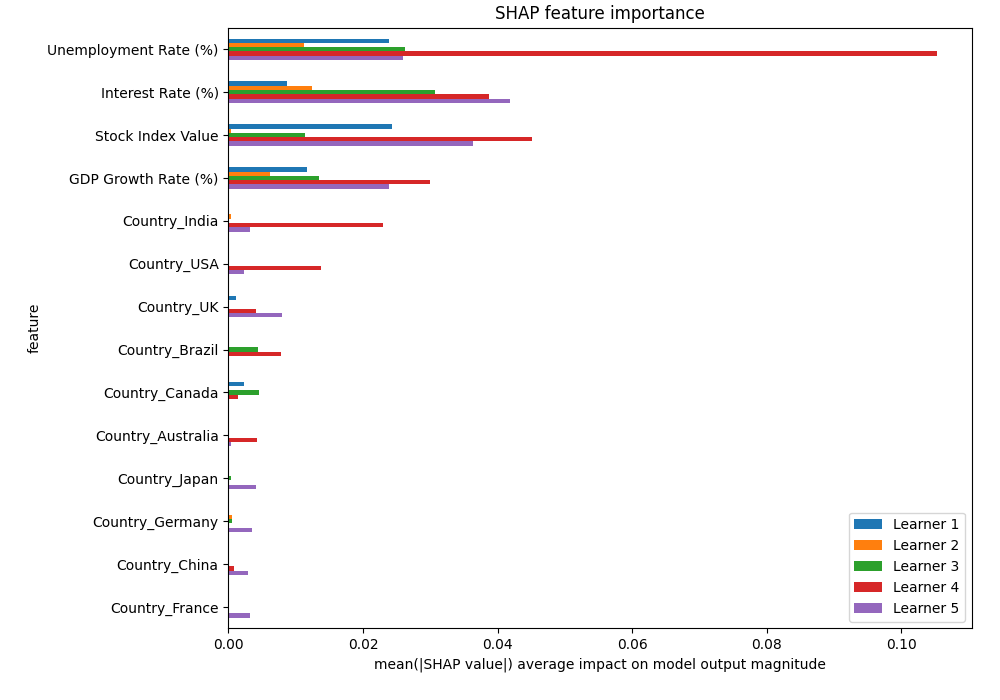 SHAP feature importance
Unemployment Rate (%)
Interest Rate (%)
Stock Index Value
GDP Growth Rate (%)
Country_India
Country_USA
Country_UK
Country_Brazil
Country_Canada
Country_Australia
Country_Japan
Country_Germany
Country_China
Country_France
feature
Learner 1
Learner 2
Learner 3
Learner 4
Learner 5
0.00 0.02 0.04 0.06 0.08 0.10
mean(|SHAP value|) average impact on model output magnitude